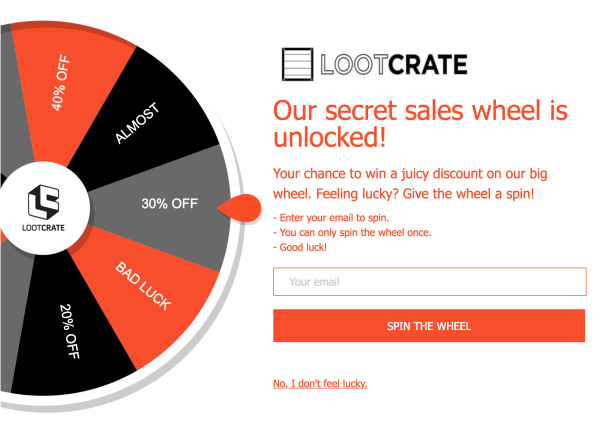 40% OFF
ALMOST
30% OFF
BAD LUCK
20% OFF
LOOTCRATE
LOOTCRATE
Our secret sales wheel is
unlocked!
Your chance to win a juicy discount on our big
wheel. Feeling lucky? Give the wheel a spin!
- Enter your email to spin.
- You can only spin the wheel once.
- Good luck!
Your email
SPIN THE WHEEL
No, I don't feel lucky.